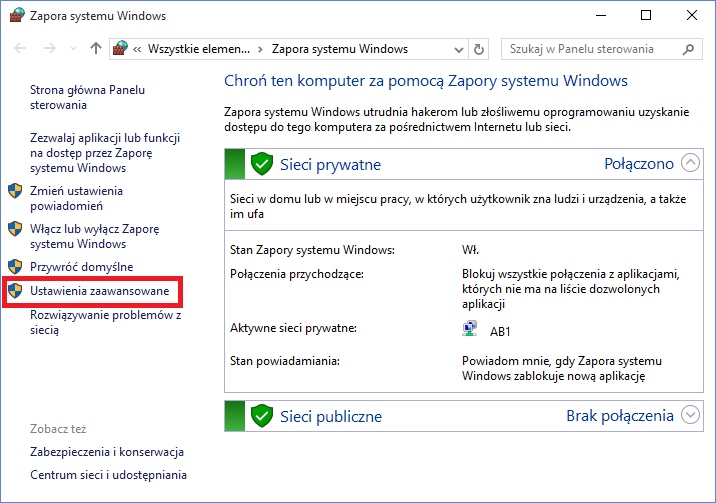 Zapora systemu Windows
« Wszystkie elemen... > Zapora systemu Windows
Szukaj w Panelu sterowania
Strona główna Panelu
sterowania
Zezwalaj aplikacji lub funkcji
na dostęp przez Zaporę
systemu Windows
Zmień ustawienia
powiadomień
Włącz lub wyłącz Zaporę
systemu Windows
Przywróć domyślne
Ustawienia zaawansowane
Rozwiązywanie problemów z
siecią
Zobacz też
Zabezpieczenia i konserwacja
Centrum sieci i udostępniania
Chroń ten komputer za pomocą Zapory systemu Windows
Zapora systemu Windows utrudnia hakerom lub złośliwemu oprogramowaniu uzyskanie
dostępu do tego komputera za pośrednictwem Internetu lub sieci.
Sieci prywatne Połączono
Sieci w domu lub w miejscu pracy, w których użytkownik zna ludzi i urządzenia, a także
im ufa
Stan Zapory systemu Windows: Wł.
Połączenia przychodzące: Blokuj wszystkie połączenia z aplikacjami,
których nie ma na liście dozwolonych
aplikacji
Aktywne sieci prywatne: AB1
Stan powiadamiania: Powiadom mnie, gdy Zapora systemu
Windows zablokuje nową aplikację
Sieci publiczne Brak połączenia